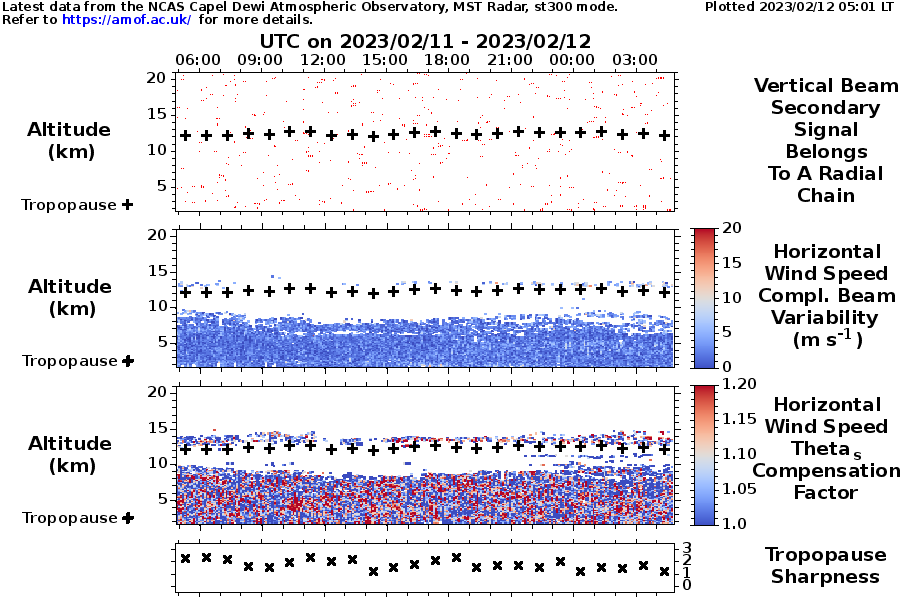 Latest data from the NCAS Capel Dewi Atmospheric Observatory, MST Radar, st300 mode.
Plotted 2023/02/12 05:01 LT
Refer to https://amof.ac.uk/ for more details.
UTC on 2023/02/11 - 2023/02/12
06:00 09:00 12:00 15:00 18:00 21:00 00:00 03:00
20
15
10
5
Altitude
(km)
Tropopause +
Vertical Beam
Secondary
Signal
Belongs
To A Radial
Chain
20
15
10
5
Altitude
(km)
Tropopause +
20
15
10
5
0
Horizontal
Wind Speed
Compl. Beam
Variability
(m s-1)
20
15
10
5
Altitude
(km)
Tropopause +
1.20
1.15
1.10
1.05
1.0
Horizontal
Wind Speed
Theta s
Compensation
Factor
3
2
1
0
Tropopause
Sharpness